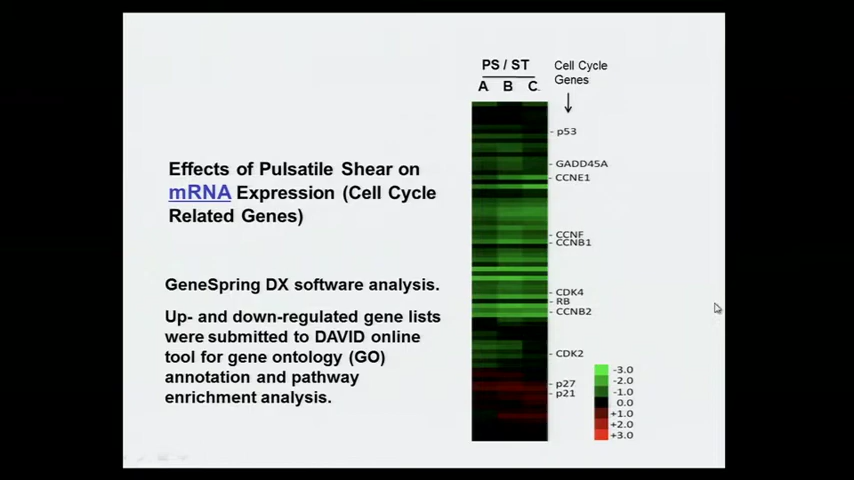 PS / ST
A B C
Cell Cycle
Genes
p53
GADD45A
CCNE1
CCNF
CCNB1
CDK4
RB
CCNB2
CDK2
p27
p21
Effects of Pulsatile Shear on
mRNA Expression (Cell Cycle
Related Genes)
GeneSpring DX software analysis.
Up- and down-regulated gene lists
were submitted to DAVID online
tool for gene ontology (GO)
annotation and pathway
enrichment analysis.
-3.0
-2.0
-1.0
0.0
+1.0
+2.0
+3.0